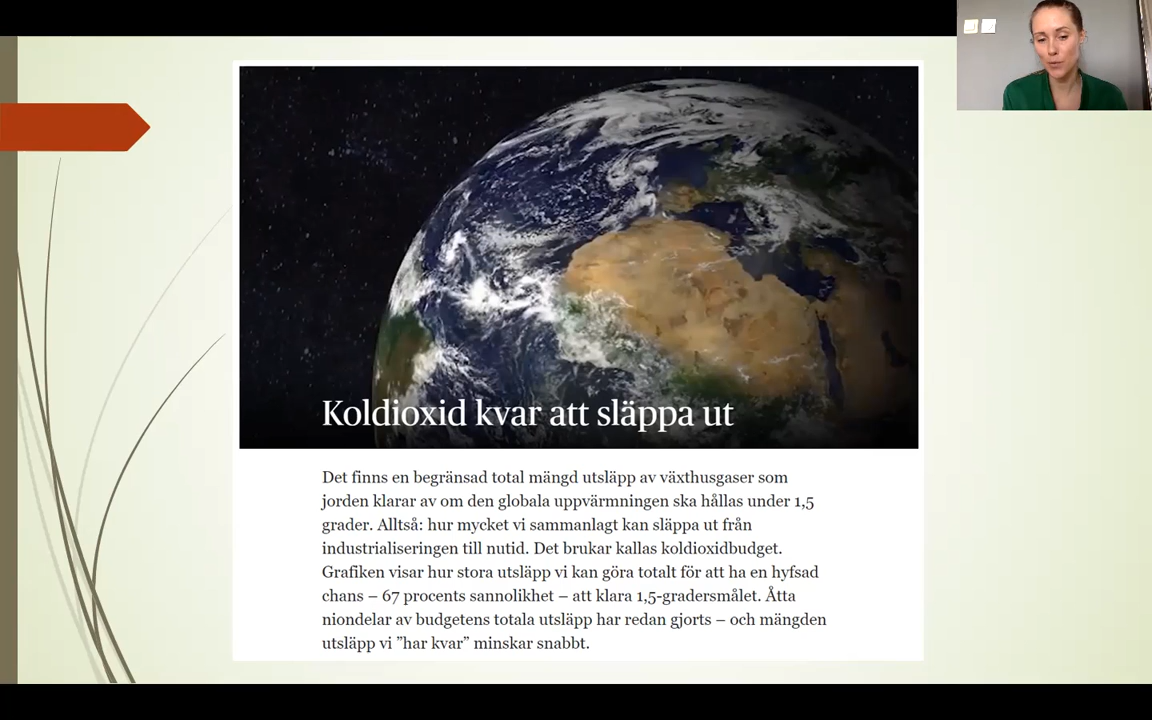 Koldioxid kvar att släppa ut
Det finns en begränsad total mängd utsläpp av växthusgaser som
jorden klarar av om den globala uppvärmningen ska hållas under 1,5
grader. Alltså: hur mycket vi sammanlagt kan släppa ut från
industrialiseringen till nutid. Det brukar kallas koldioxidbudget.
Grafiken visar hur stora utsläpp vi kan göra totalt för att ha en hyfsad
chans – 67 procents sannolikhet – att klara 1,5-gradersmålet. Åtta
niondelar av budgetens totala utsläpp har redan gjorts – och mängden
utsläpp vi ”har kvar” minskar snabbt.